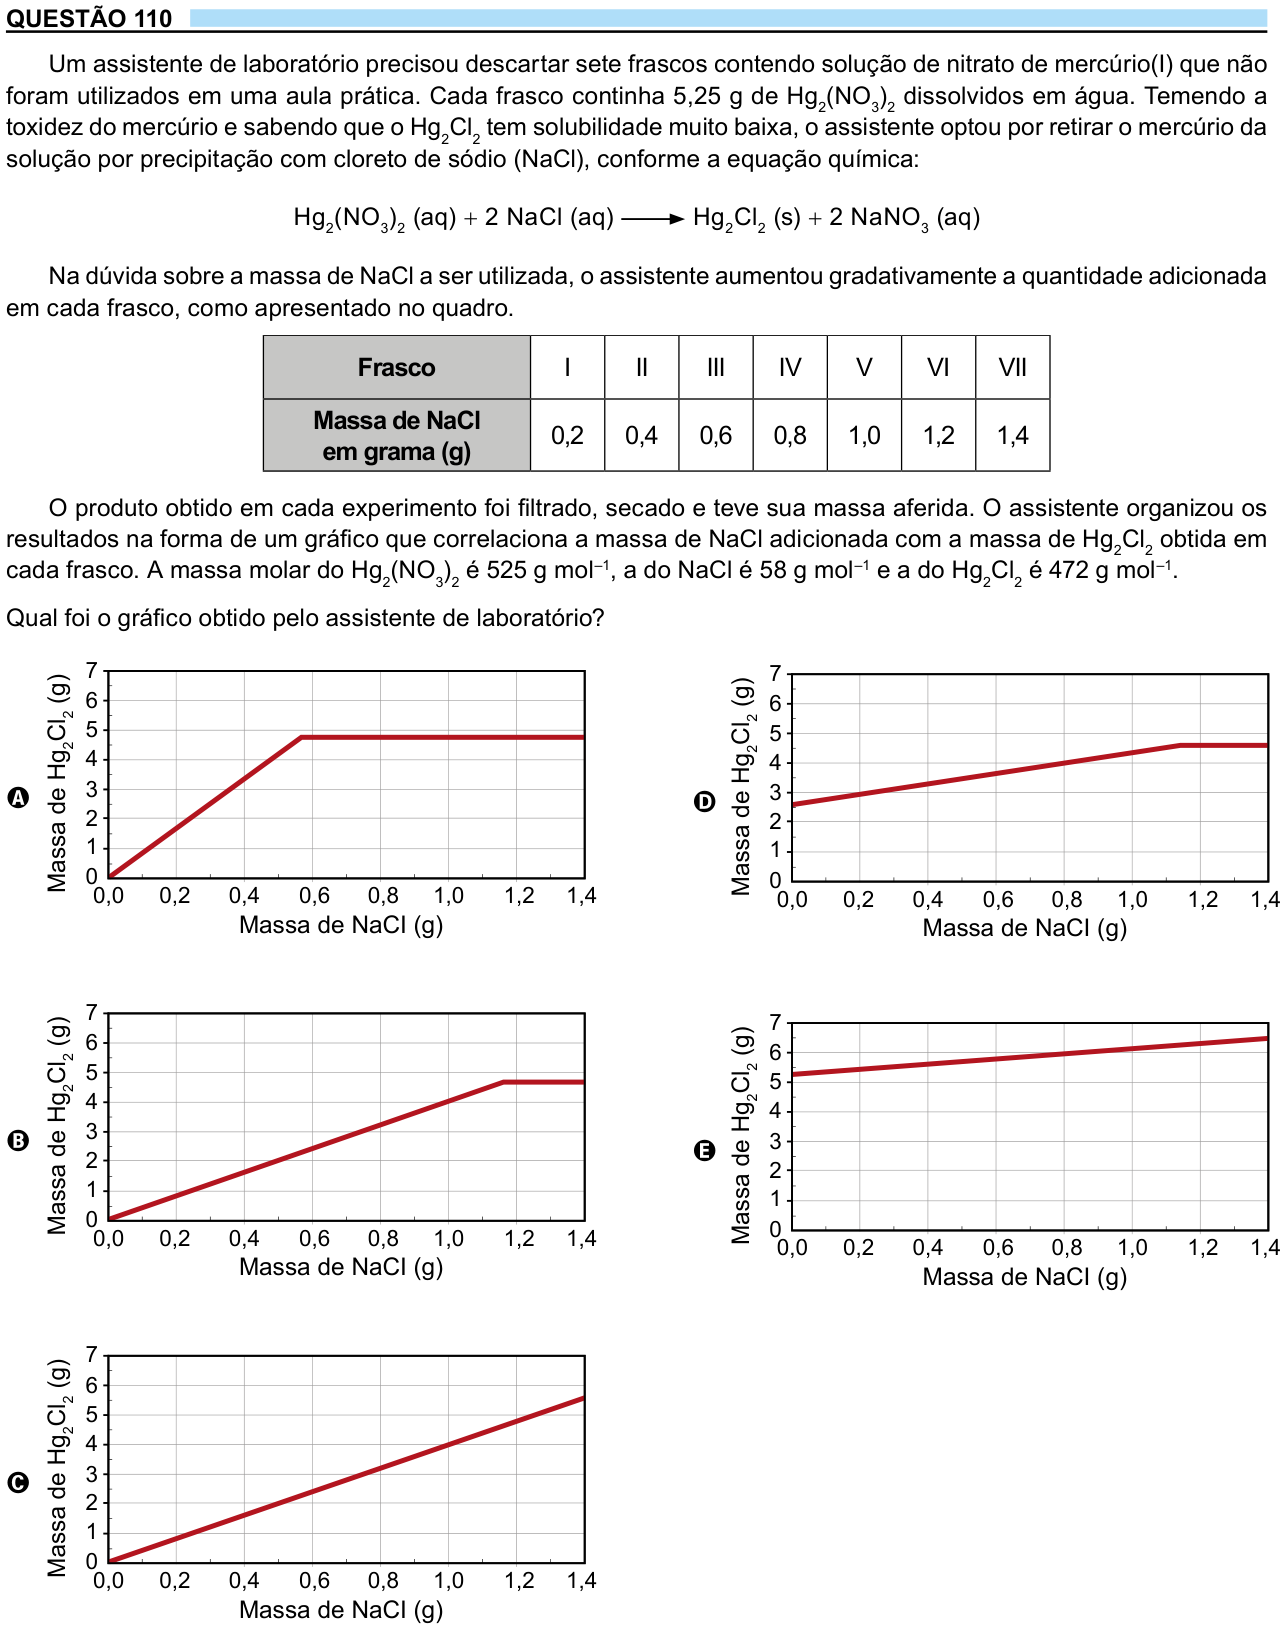 QUESTÃO 110
Um assistente de laboratório precisou descartar sete frascos contendo solução de nitrato de mercúrio(I) que não
foram utilizados em uma aula prática. Cada frasco continha 5,25 g de Hg2(NO3)2 dissolvidos em água. Temendo a
toxidez do mercúrio e sabendo que o Hg2Cl2 tem solubilidade muito baixa, o assistente optou por retirar o mercúrio da
solução por precipitação com cloreto de sódio (NaCl), conforme a equação química:
Hg2(NO3)2 (aq) + 2 NaCl (aq) ⟶ Hg2Cl2 (s) + 2 NaNO3 (aq)
Na dúvida sobre a massa de NaCl a ser utilizada, o assistente aumentou gradativamente a quantidade adicionada
em cada frasco, como apresentado no quadro.
Frasco I II III IV V VI VII
Massa de NaCl
em grama (g) 0,2 0,4 0,6 0,8 1,0 1,2 1,4
O produto obtido em cada experimento foi filtrado, secado e teve sua massa aferida. O assistente organizou os
resultados na forma de um gráfico que correlaciona a massa de NaCl adicionada com a massa de Hg2Cl2 obtida em
cada frasco. A massa molar do Hg2(NO3)2 é 525 g mol−1, a do NaCl é 58 g mol−1 e a do Hg2Cl2 é 472 g mol−1.
Qual foi o gráfico obtido pelo assistente de laboratório?
A
Massa de Hg2Cl2 (g)
7
6
5
4
3
2
1
0
0,0 0,2 0,4 0,6 0,8 1,0 1,2 1,4
Massa de NaCl (g)
B
Massa de Hg2Cl2 (g)
7
6
5
4
3
2
1
0
0,0 0,2 0,4 0,6 0,8 1,0 1,2 1,4
Massa de NaCl (g)
C
Massa de Hg2Cl2 (g)
7
6
5
4
3
2
1
0
0,0 0,2 0,4 0,6 0,8 1,0 1,2 1,4
Massa de NaCl (g)
D
Massa de Hg2Cl2 (g)
7
6
5
4
3
2
1
0
0,0 0,2 0,4 0,6 0,8 1,0 1,2 1,4
Massa de NaCl (g)
E
Massa de Hg2Cl2 (g)
7
6
5
4
3
2
1
0
0,0 0,2 0,4 0,6 0,8 1,0 1,2 1,4
Massa de NaCl (g)